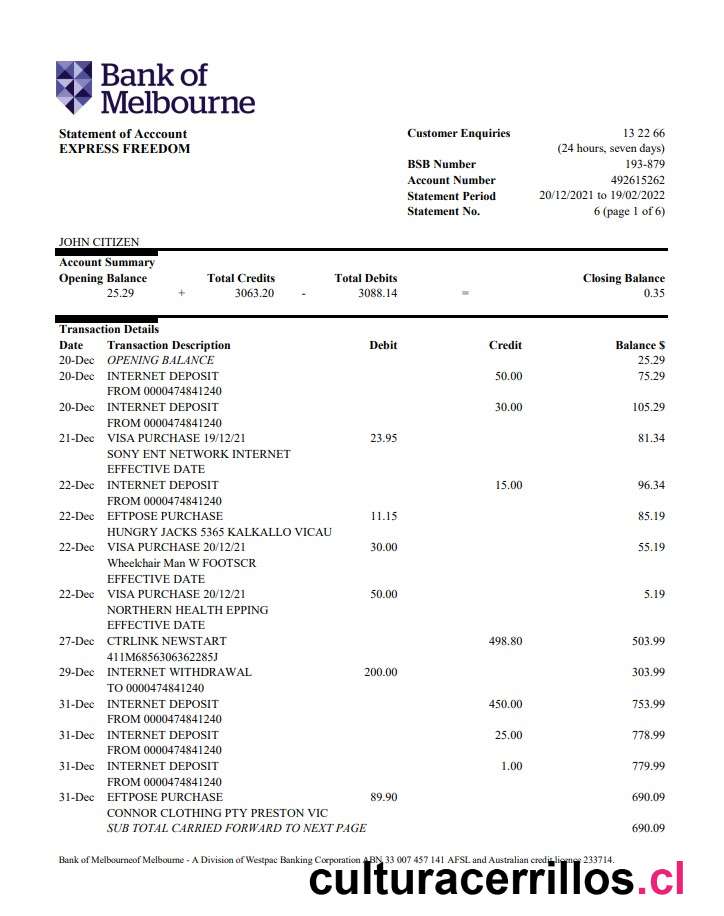 Bank of
Melbourne
Statement of Acccount
EXPRESS FREEDOM
Customer Enquiries 13 22 66
(24 hours, seven days)
BSB Number 193-879
Account Number 492615262
Statement Period 20/12/2021 to 19/02/2022
Statement No. 6 (page 1 of 6)
JOHN CITIZEN
Account Summary
Opening Balance Total Credits Total Debits Closing Balance
25.29 + 3063.20 - 3088.14 = 0.35
Transaction Details
Date Transaction Description Debit Credit Balance $
20-Dec OPENING BALANCE 25.29
20-Dec INTERNET DEPOSIT 50.00 75.29
FROM 0000474841240
20-Dec INTERNET DEPOSIT 30.00 105.29
FROM 0000474841240
21-Dec VISA PURCHASE 19/12/21 23.95 81.34
SONY ENT NETWORK INTERNET
EFFECTIVE DATE
22-Dec INTERNET DEPOSIT 15.00 96.34
FROM 0000474841240
22-Dec EFTPOSE PURCHASE 11.15 85.19
HUNGRY JACKS 5365 KALKALLO VICAU
22-Dec VISA PURCHASE 20/12/21 30.00 55.19
Wheelchair Man W FOOTSCR
EFFECTIVE DATE
22-Dec VISA PURCHASE 20/12/21 50.00 5.19
NORTHERN HEALTH EPPING
EFFECTIVE DATE
27-Dec CTRLINK NEWSTART 498.80 503.99
411M6856306362285J
29-Dec INTERNET WITHDRAWAL 200.00 303.99
TO 0000474841240
31-Dec INTERNET DEPOSIT 450.00 753.99
FROM 0000474841240
31-Dec INTERNET DEPOSIT 25.00 778.99
FROM 0000474841240
31-Dec INTERNET DEPOSIT 1.00 779.99
FROM 0000474841240
31-Dec EFTPOSE PURCHASE 89.90 690.09
CONNOR CLOTHING PTY PRESTON VIC
SUB TOTAL CARRIED FORWARD TO NEXT PAGE 690.09
Bank of Melbourneof Melbourne - A Division of Westpac Banking Corporation ABN 33 007 457 141 AFSL and Australian credit licence 233714.
culturacerrillos.cl